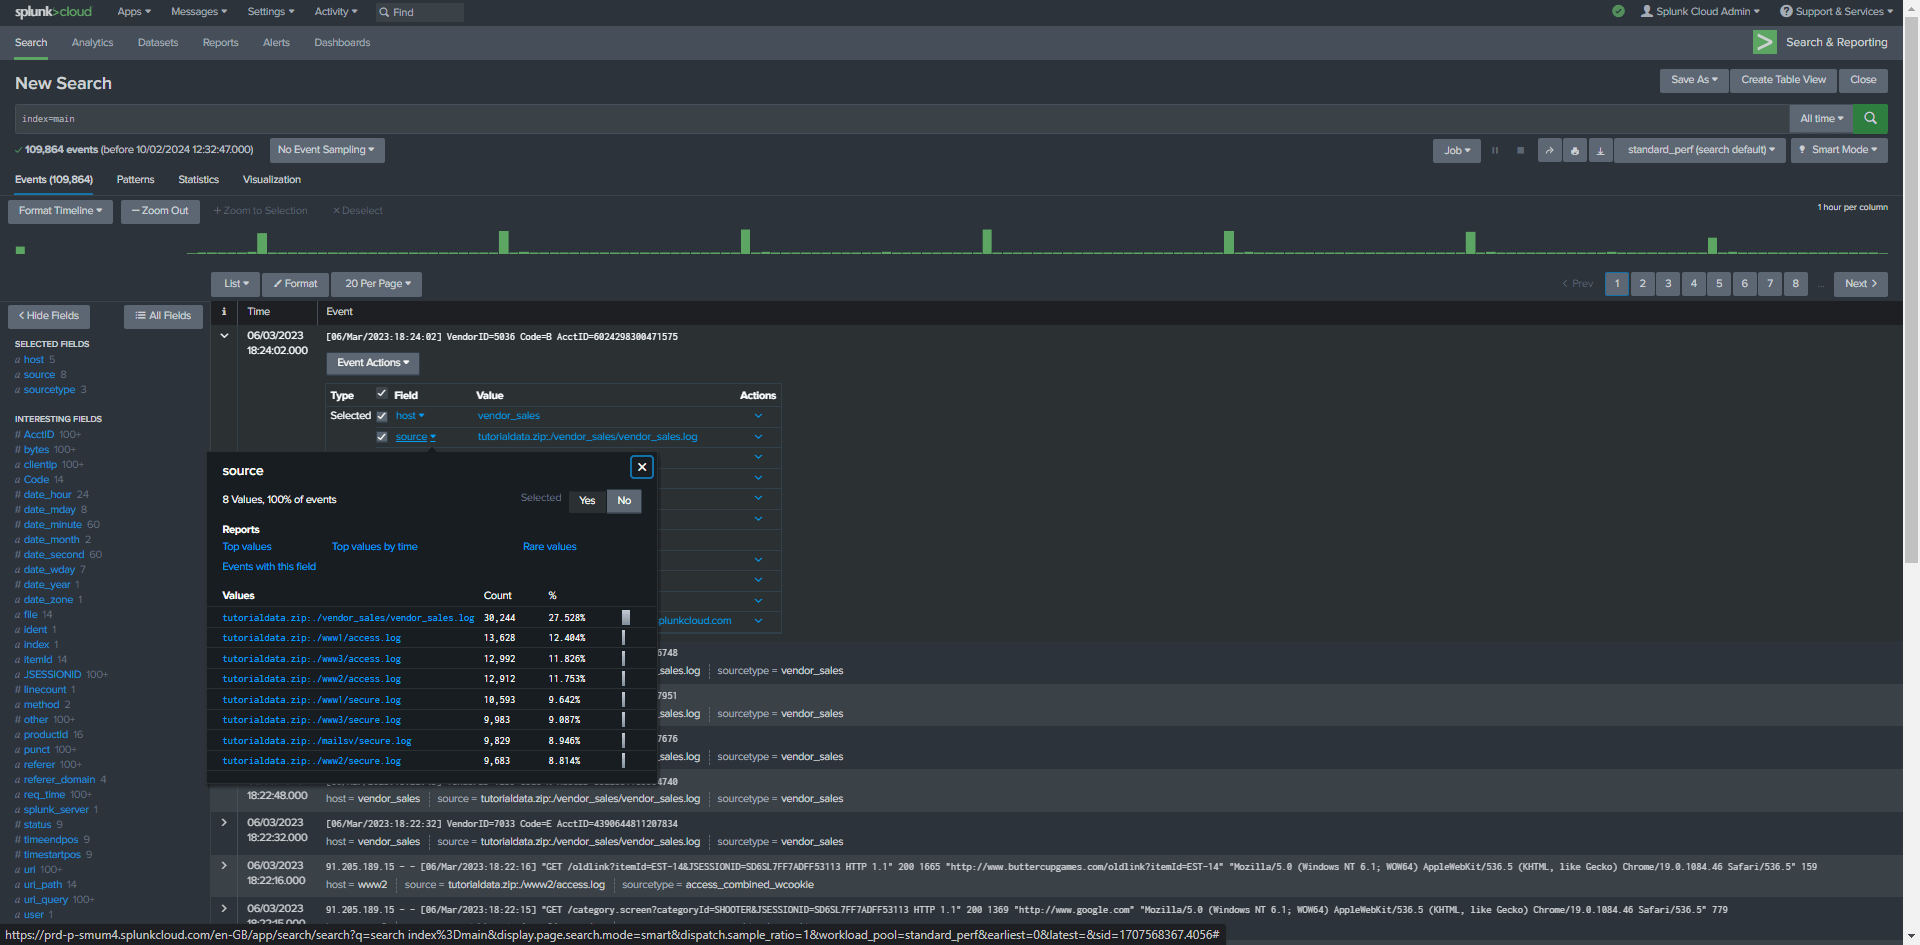 splunk>cloud Apps Messages Settings Activity Find Splunk Cloud Admin Support & Services
Search Analytics Datasets Reports Alerts Dashboards Search & Reporting
New Search Save As Create Table View Close
index=main All time
109,864 events (before 10/02/2024 12:32:47.000) No Event Sampling Job standard_perf (search default) Smart Mode
Events (109,864) Patterns Statistics Visualization
Format Timeline — Zoom Out + Zoom to Selection × Deselect 1 hour per column
List Format 20 Per Page < Prev 1 2 3 4 5 6 7 8 ... Next >
< Hide Fields All Fields
i Time Event
SELECTED FIELDS
a host 5
a source 8
a sourcetype 3
INTERESTING FIELDS
# AcctID 100+
# bytes 100+
a clientip 100+
a Code 14
# date_hour 24
# date_mday 8
# date_minute 60
a date_month 2
# date_second 60
a date_wday 7
# date_year 1
a date_zone 1
a file 14
a ident 1
a index 1
a itemId 14
a JSESSIONID 100+
# linecount 1
a method 2
# other 100+
a productId 16
a punct 100+
a referer 100+
a referer_domain 4
a req_time 100+
a splunk_server 1
# status 9
# timeendpos 9
# timestartpos 9
a uri 100+
a uri_path 14
a uri_query 100+
a user 1
06/03/2023
18:24:02.000
[06/Mar/2023:18:24:02] VendorID=5036 Code=B AcctID=6024298300471575
Event Actions
Type Field Value Actions
Selected host vendor_sales
source tutorialdata.zip:./vendor_sales/vendor_sales.log
source
8 Values, 100% of events Selected Yes No
Reports
Top values Top values by time Rare values
Events with this field
Values Count %
tutorialdata.zip:./vendor_sales/vendor_sales.log 30,244 27.528%
tutorialdata.zip:./www1/access.log 13,628 12.404%
tutorialdata.zip:./www3/access.log 12,992 11.826%
tutorialdata.zip:./www2/access.log 12,912 11.753%
tutorialdata.zip:./www1/secure.log 10,593 9.642%
tutorialdata.zip:./www3/secure.log 9,983 9.087%
tutorialdata.zip:./mailsv/secure.log 9,829 8.946%
tutorialdata.zip:./www2/secure.log 9,683 8.814%
plunkcloud.com
6748
_sales.log sourcetype = vendor_sales
7951
_sales.log sourcetype = vendor_sales
7676
_sales.log sourcetype = vendor_sales
4740
18:22:48.000 host = vendor_sales source = tutorialdata.zip:./vendor_sales/vendor_sales.log sourcetype = vendor_sales
06/03/2023 [06/Mar/2023:18:22:32] VendorID=7033 Code=E AcctID=4390644811207834
18:22:32.000 host = vendor_sales source = tutorialdata.zip:./vendor_sales/vendor_sales.log sourcetype = vendor_sales
06/03/2023 91.205.189.15 - - [06/Mar/2023:18:22:16] "GET /oldlink?itemId=EST-14&JSESSIONID=SD6SL7FF7ADFF53113 HTTP 1.1" 200 1665 "http://www.buttercupgames.com/oldlink?itemId=EST-14" "Mozilla/5.0 (Windows NT 6.1; WOW64) AppleWebKit/536.5 (KHTML, like Gecko) Chrome/19.0.1084.46 Safari/536.5" 159
18:22:16.000 host = www2 source = tutorialdata.zip:./www2/access.log sourcetype = access_combined_wcookie
06/03/2023 91.205.189.15 - - [06/Mar/2023:18:22:15] "GET /category.screen?categoryId=SHOOTER&JSESSIONID=SD6SL7FF7ADFF53113 HTTP 1.1" 200 1369 "http://www.google.com" "Mozilla/5.0 (Windows NT 6.1; WOW64) AppleWebKit/536.5 (KHTML, like Gecko) Chrome/19.0.1084.46 Safari/536.5" 779
18:22:15.000
https://prd-p-smum4.splunkcloud.com/en-GB/app/search/search?q=search index%3Dmain&display.page.search.mode=smart&dispatch.sample_ratio=1&workload_pool=standard_perf&earliest=0&latest=&sid=1707568367.4056#